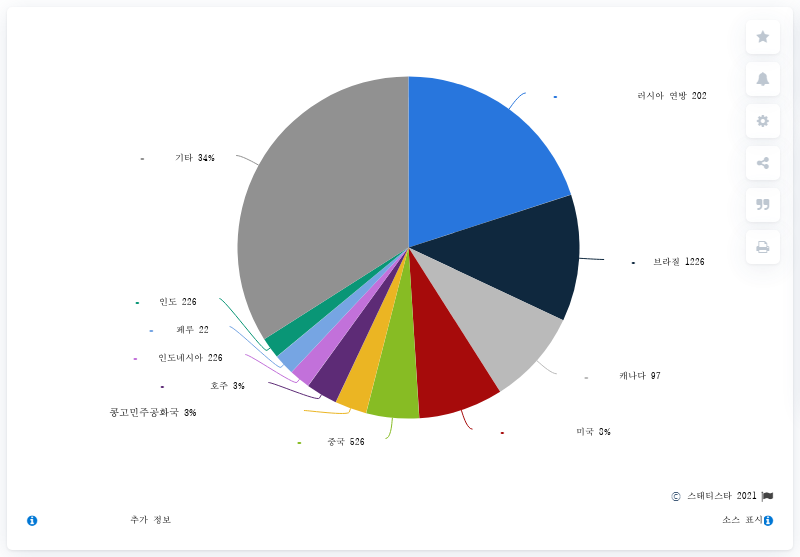 러시아 연방 202
기타 34%
브라질 1226
인도 226
페루 22
인도네시아 226
캐나다 97
호주 3%
콩고민주공화국 3%
미국 8%
중국 526
© 스태티스타 2021
추가 정보
소스 표시